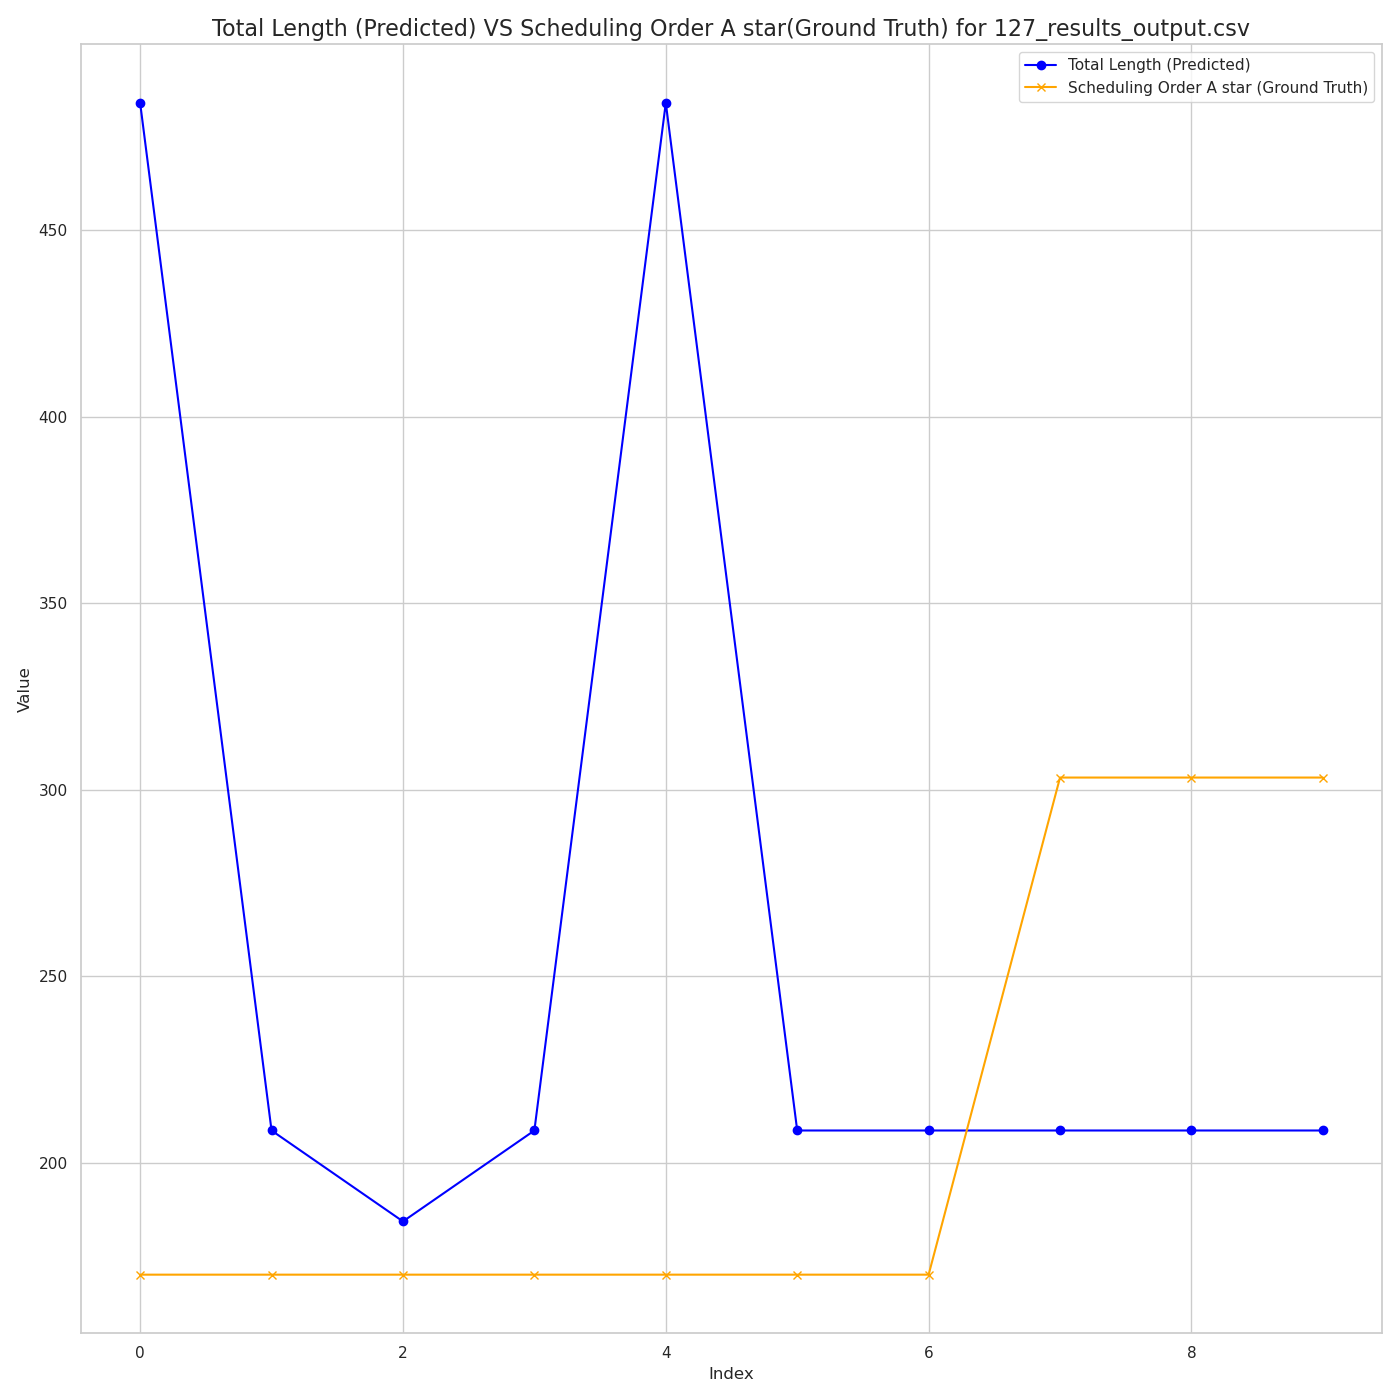 Total Length (Predicted) VS Scheduling Order A star(Ground Truth) for 127_results_output.csv
Total Length (Predicted)
Scheduling Order A star (Ground Truth)
450
400
350
300
250
200
Value
0 2 4 6 8
Index